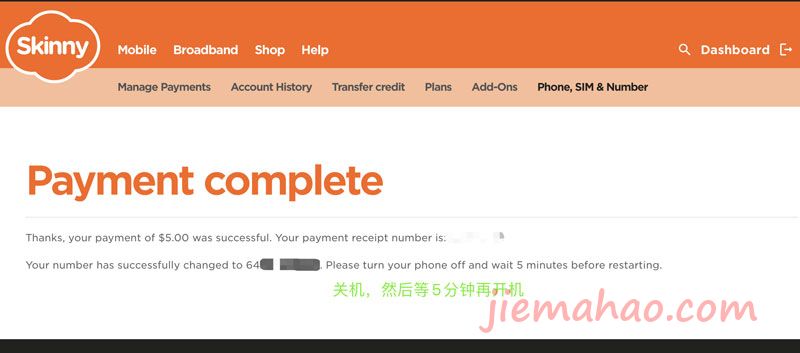 Skinny
Mobile Broadband Shop Help Dashboard
Manage Payments Account History Transfer credit Plans Add-Ons Phone, SIM & Number
Payment complete
Thanks, your payment of $5.00 was successful. Your payment receipt number is:
Your number has successfully changed to 64 . Please turn your phone off and wait 5 minutes before restarting.
关机，然后等5分钟再开机
jiemahao.com